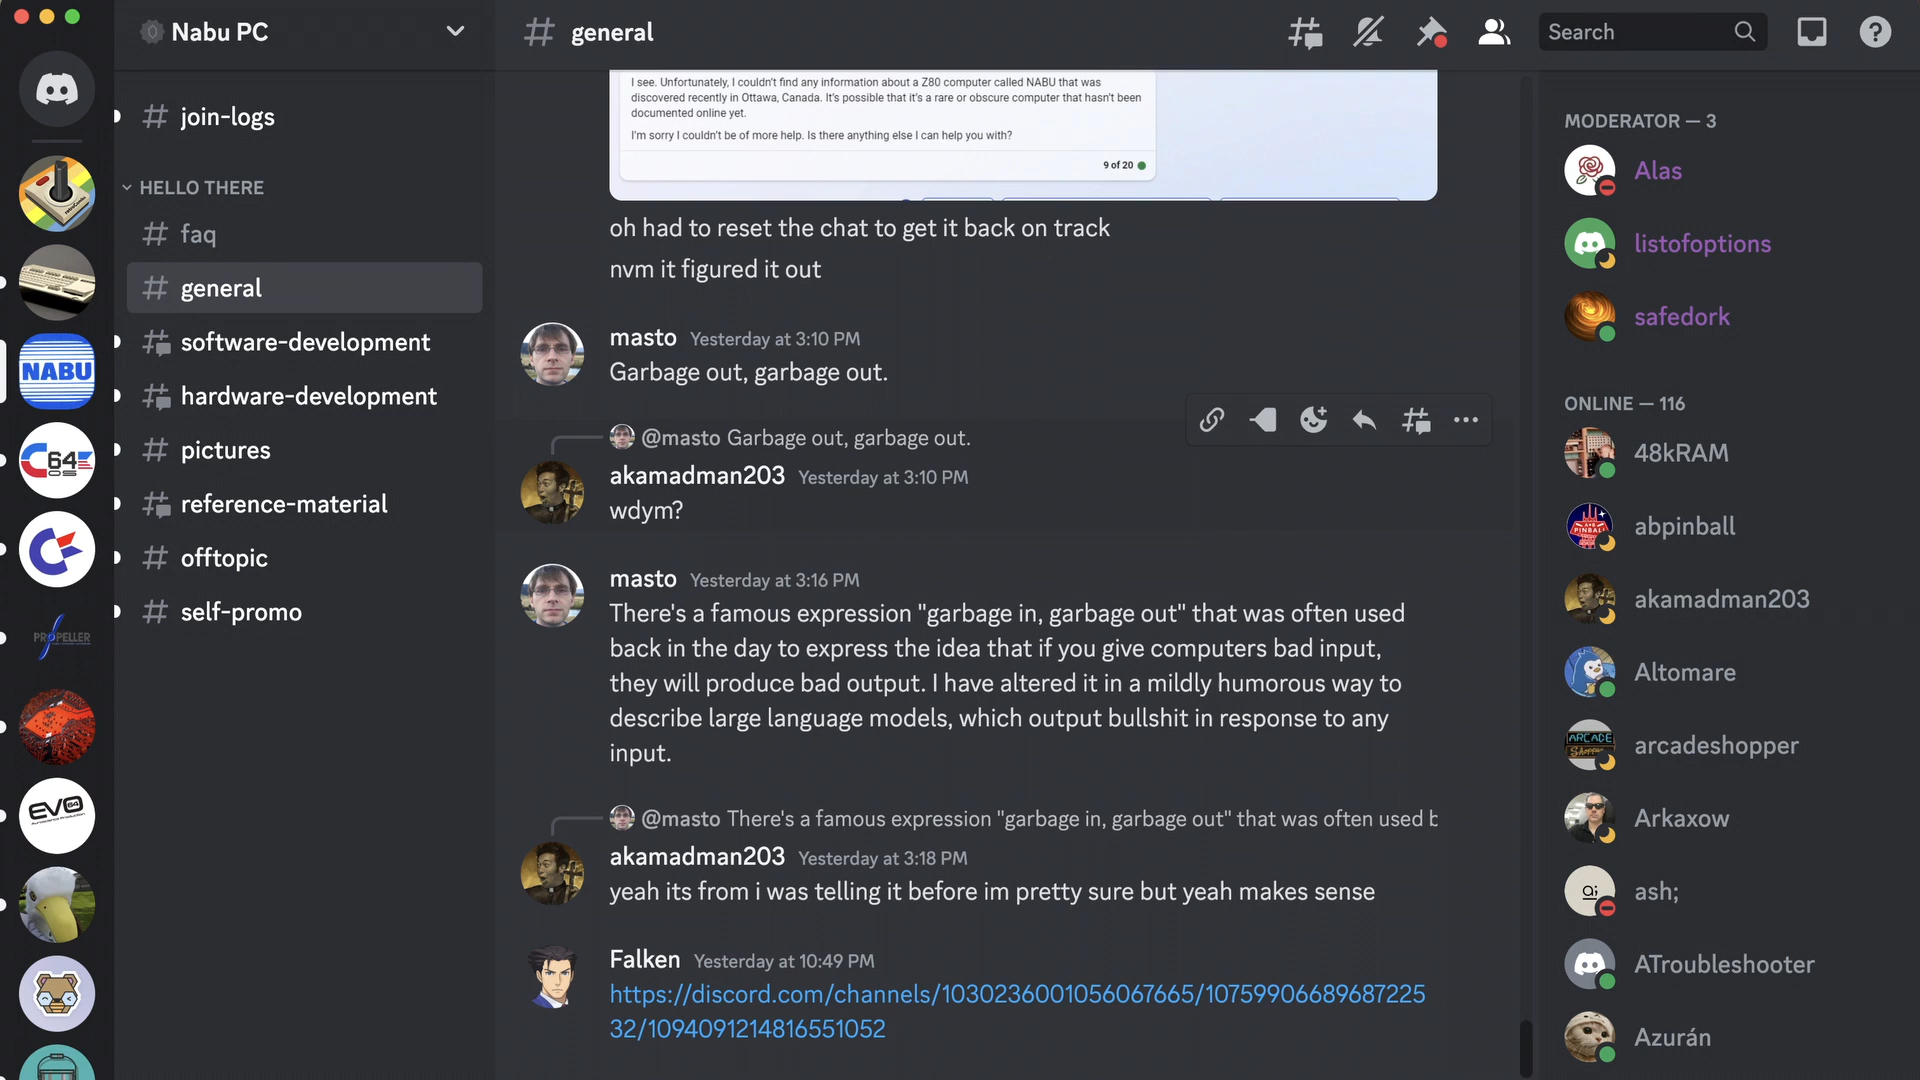 Nabu PC
join-logs
HELLO THERE
faq
general
software-development
hardware-development
pictures
reference-material
offtopic
self-promo
NABU
C64
OS
PROPELLER
EVO
64
general
Search
I see. Unfortunately, I couldn't find any information about a Z80 computer called NABU that was
discovered recently in Ottawa, Canada. It's possible that it's a rare or obscure computer that hasn't been
documented online yet.
I'm sorry I couldn't be of more help. Is there anything else I can help you with?
9 of 20
oh had to reset the chat to get it back on track
nvm it figured it out
masto Yesterday at 3:10 PM
Garbage out, garbage out.
@masto Garbage out, garbage out.
akamadman203 Yesterday at 3:10 PM
wdym?
masto Yesterday at 3:16 PM
There's a famous expression "garbage in, garbage out" that was often used
back in the day to express the idea that if you give computers bad input,
they will produce bad output. I have altered it in a mildly humorous way to
describe large language models, which output bullshit in response to any
input.
@masto There's a famous expression "garbage in, garbage out" that was often used b
akamadman203 Yesterday at 3:18 PM
yeah its from i was telling it before im pretty sure but yeah makes sense
Falken Yesterday at 10:49 PM
https://discord.com/channels/1030236001056067665/10759906689687225
32/1094091214816551052
MODERATOR — 3
Alas
listofoptions
safedork
ONLINE — 116
48kRAM
abpinball
akamadman203
Altomare
arcadeshopper
Arkaxow
ash;
ATroubleshooter
Azurán